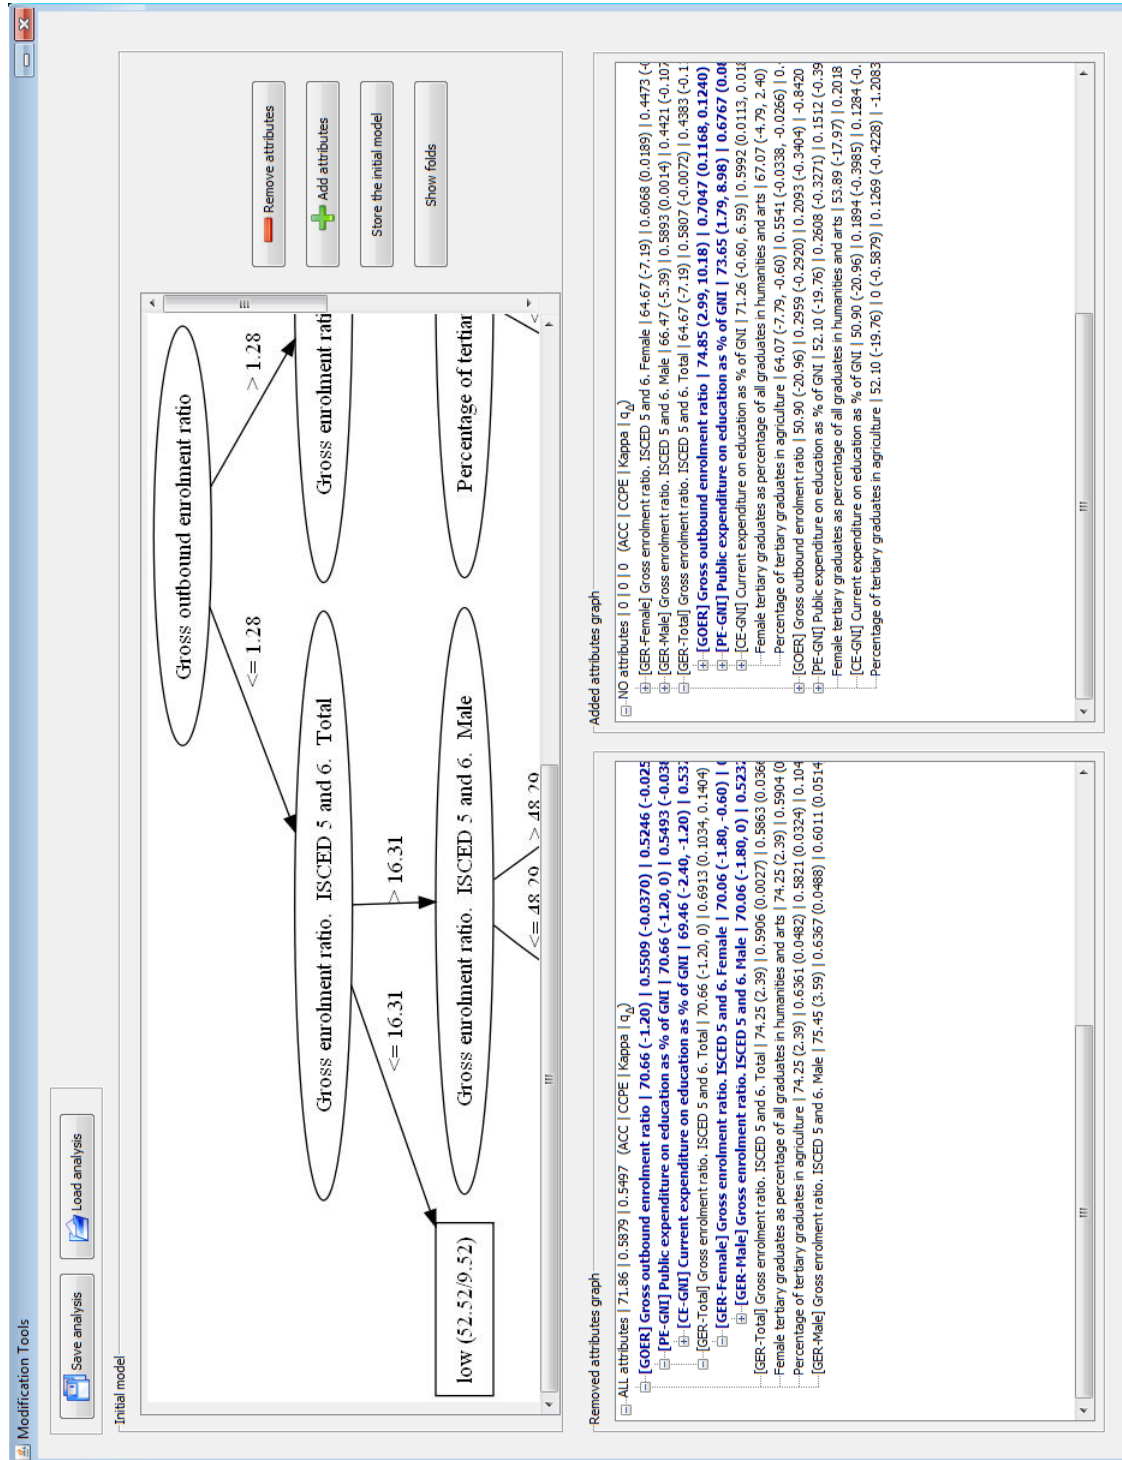 Modification Tools
Save analysis
Load analysis
Initial model
Gross outbound enrolment ratio
<= 1.28
> 1.28
Gross enrolment ratio. ISCED 5 and 6. Total
Gross enrolment rati
<= 16.31
> 16.31
low (52.52/9.52)
Gross enrolment ratio. ISCED 5 and 6. Male
Percentage of tertiar
<= 48.29
> 48.29
Remove attributes
Add attributes
Store the initial model
Show folds
Removed attributes graph
ALL attributes | 71.86 | 0.5879 | 0.5497 (ACC | CCPE | Kappa | qΔ)
[GOER] Gross outbound enrolment ratio | 70.66 (-1.20) | 0.5509 (-0.0370) | 0.5246 (-0.025
[PE-GNI] Public expenditure on education as % of GNI | 70.66 (-1.20, 0) | 0.5493 (-0.038
[CE-GNI] Current expenditure on education as % of GNI | 69.46 (-2.40, -1.20) | 0.537
[GER-Total] Gross enrolment ratio. ISCED 5 and 6. Total | 70.66 (-1.20, 0) | 0.6913 (0.1034, 0.1404)
[GER-Female] Gross enrolment ratio. ISCED 5 and 6. Female | 70.06 (-1.80, -0.60) | 0
[GER-Male] Gross enrolment ratio. ISCED 5 and 6. Male | 70.06 (-1.80, 0) | 0.5232
[GER-Total] Gross enrolment ratio. ISCED 5 and 6. Total | 74.25 (2.39) | 0.5906 (0.0027) | 0.5863 (0.0366
Female tertiary graduates as percentage of all graduates in humanities and arts | 74.25 (2.39) | 0.5904 (0
Percentage of tertiary graduates in agriculture | 74.25 (2.39) | 0.6361 (0.0482) | 0.5821 (0.0324) | 0.104
[GER-Male] Gross enrolment ratio. ISCED 5 and 6. Male | 75.45 (3.59) | 0.6367 (0.0488) | 0.6011 (0.0514
Added attributes graph
NO attributes | 0 | 0 | 0 (ACC | CCPE | Kappa | qΔ)
[GER-Female] Gross enrolment ratio. ISCED 5 and 6. Female | 64.67 (-7.19) | 0.6068 (0.0189) | 0.4473 (-0
[GER-Male] Gross enrolment ratio. ISCED 5 and 6. Male | 66.47 (-5.39) | 0.5893 (0.0014) | 0.4421 (-0.107
[GER-Total] Gross enrolment ratio. ISCED 5 and 6. Total | 64.67 (-7.19) | 0.5807 (-0.0072) | 0.4383 (-0.1
[GOER] Gross outbound enrolment ratio | 74.85 (2.99, 10.18) | 0.7047 (0.1168, 0.1240)
[PE-GNI] Public expenditure on education as % of GNI | 73.65 (1.79, 8.98) | 0.6767 (0.08
[CE-GNI] Current expenditure on education as % of GNI | 71.26 (-0.60, 6.59) | 0.5992 (0.0113, 0.018
Female tertiary graduates as percentage of all graduates in humanities and arts | 67.07 (-4.79, 2.40)
Percentage of tertiary graduates in agriculture | 64.07 (-7.79, -0.60) | 0.5541 (-0.0338, -0.0266) | 0.
[GOER] Gross outbound enrolment ratio | 50.90 (-20.96) | 0.2959 (-0.2920) | 0.2093 (-0.3404) | -0.8420
[PE-GNI] Public expenditure on education as % of GNI | 52.10 (-19.76) | 0.2608 (-0.3271) | 0.1512 (-0.39
Female tertiary graduates as percentage of all graduates in humanities and arts | 53.89 (-17.97) | 0.2018
[CE-GNI] Current expenditure on education as % of GNI | 50.90 (-20.96) | 0.1894 (-0.3985) | 0.1284 (-0.
Percentage of tertiary graduates in agriculture | 52.10 (-19.76) | 0 (-0.5879) | 0.1269 (-0.4228) | -1.2083